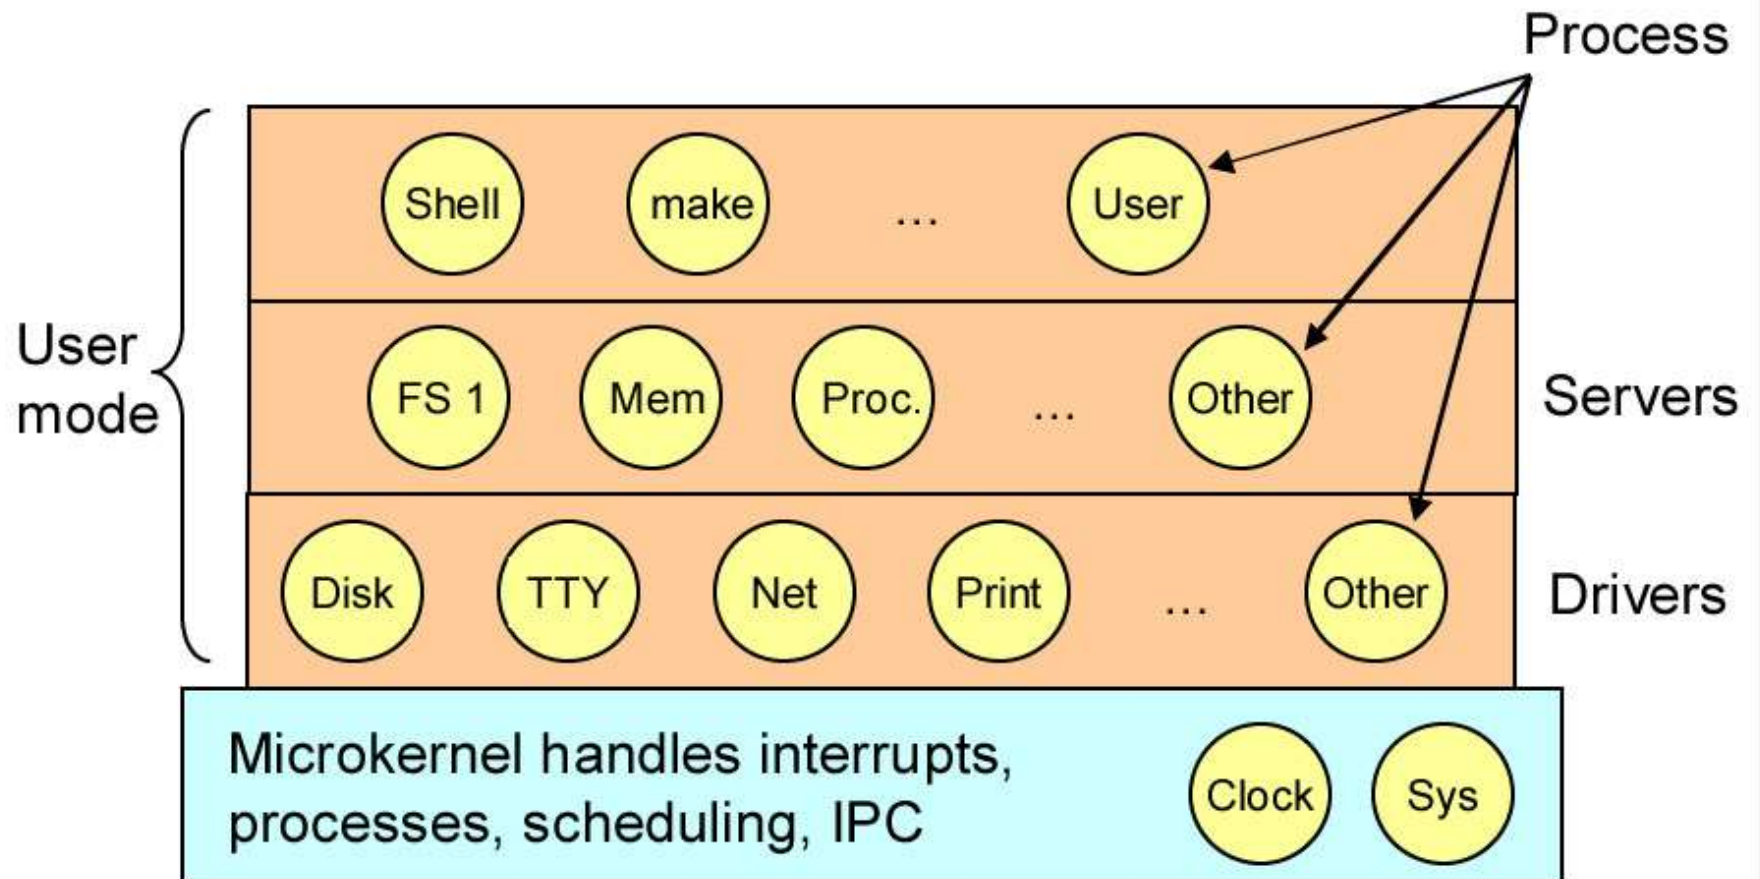 Process
Shell make ... User
User
mode
FS 1 Mem Proc. ... Other
Servers
Disk TTY Net Print ... Other
Drivers
Microkernel handles interrupts,
processes, scheduling, IPC
Clock Sys